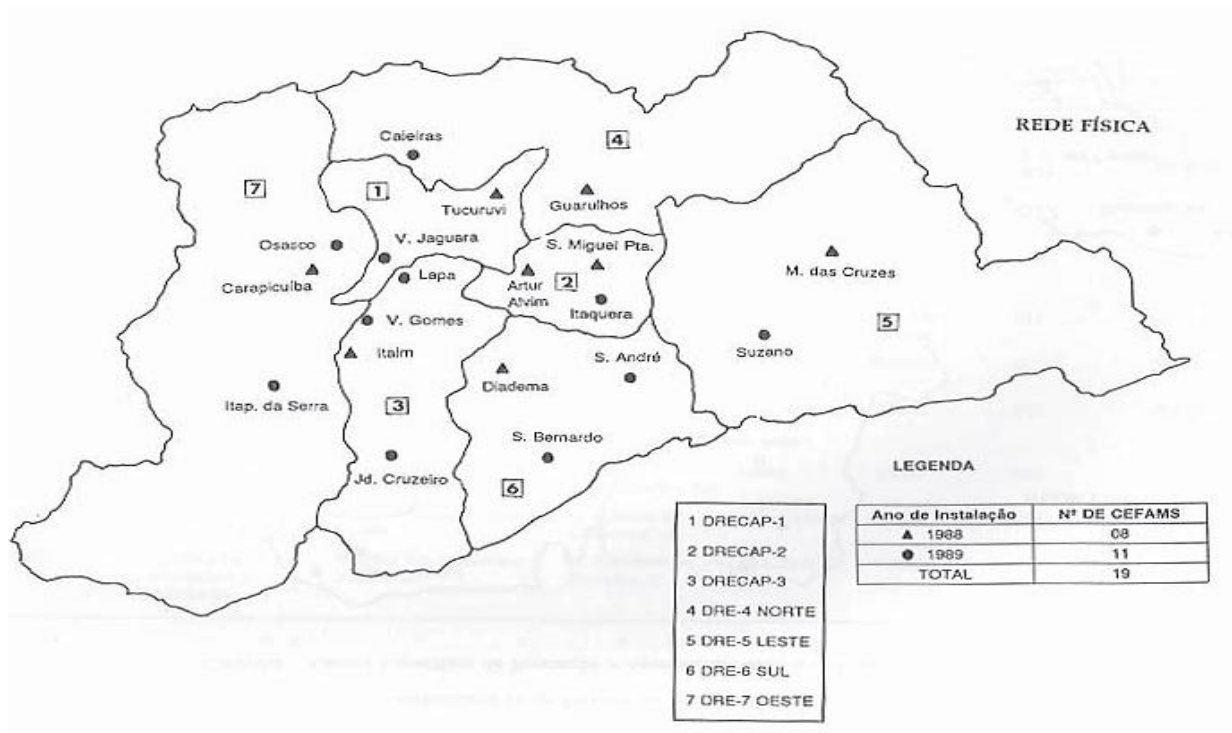 REDE FÍSICA
Caieiras
4
7
1
Tucuruvi
Guarulhos
Osasco
V. Jaguara
S. Miguel Pta.
Carapicuíba
Lapa
Artur
Alvim
2
Itaquera
M. das Cruzes
V. Gomes
5
Itaim
S. André
Suzano
Diadema
Itap. da Serra
3
S. Bernardo
Jd. Cruzeiro
6
LEGENDA
Ano de Instalação Nº DE CEFAMS
▲ 1988 08
● 1989 11
TOTAL 19
1 DRECAP-1
2 DRECAP-2
3 DRECAP-3
4 DRE-4 NORTE
5 DRE-5 LESTE
6 DRE-6 SUL
7 DRE-7 OESTE